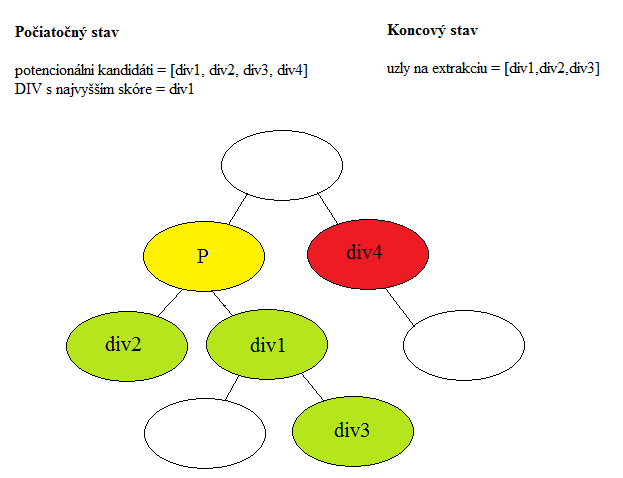 Počiatočný stav
potencionálni kandidáti = [div1, div2, div3, div4]
DIV s najvyšším skóre = div1
Koncový stav
uzly na extrakciu = [div1,div2,div3]
P
div4
div2
div1
div3